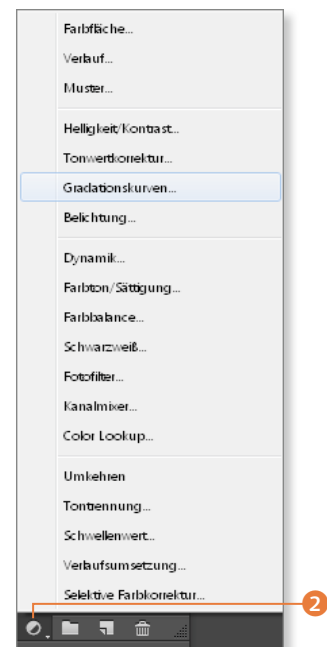 Farbfläche...
Verlauf...
Muster...
Helligkeit/Kontrast...
Tonwertkorrektur...
Gradationskurven...
Belichtung...
Dynamik...
Farbton/Sättigung...
Farbbalance...
Schwarzweiß...
Fotofilter...
Kanalmixer...
Color Lookup...
Umkehren
Tontrennung...
Schwellenwert...
Verlaufsumsetzung...
Selektive Farbkorrektur...
2